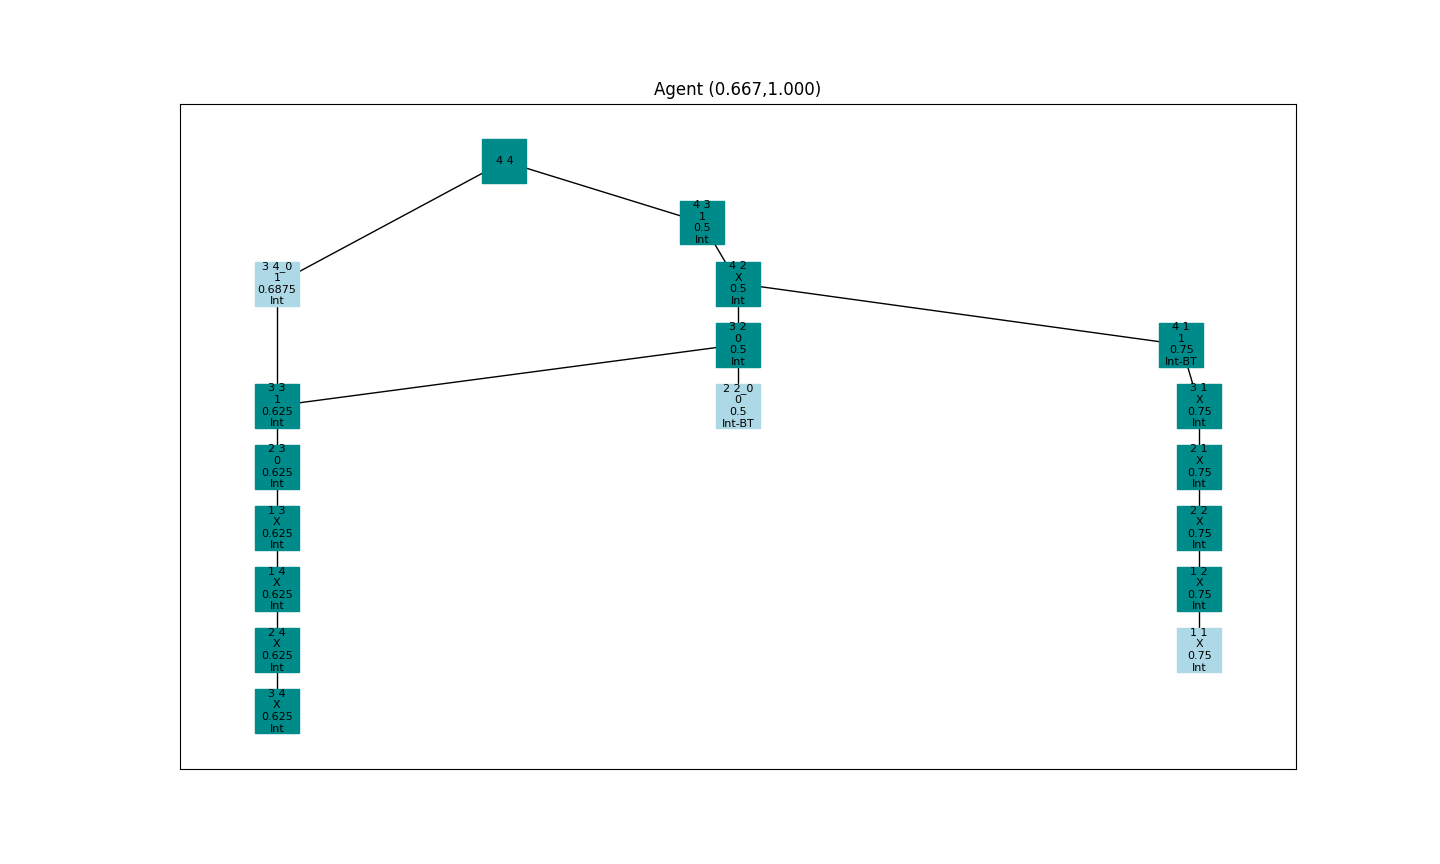 Agent (0.667,1.000)
4 4
4 3
1
0.5
Int
3 4_0
1
0.6875
Int
4 2
X
0.5
Int
3 2
0
0.5
Int
4 1
1
0.75
Int-BT
3 3
1
0.625
Int
2 2_0
0
0.5
Int-BT
3 1
X
0.75
Int
2 3
0
0.625
Int
2 1
X
0.75
Int
1 3
X
0.625
Int
2 2
X
0.75
Int
1 4
X
0.625
Int
1 2
X
0.75
Int
2 4
X
0.625
Int
1 1
X
0.75
Int
3 4
X
0.625
Int